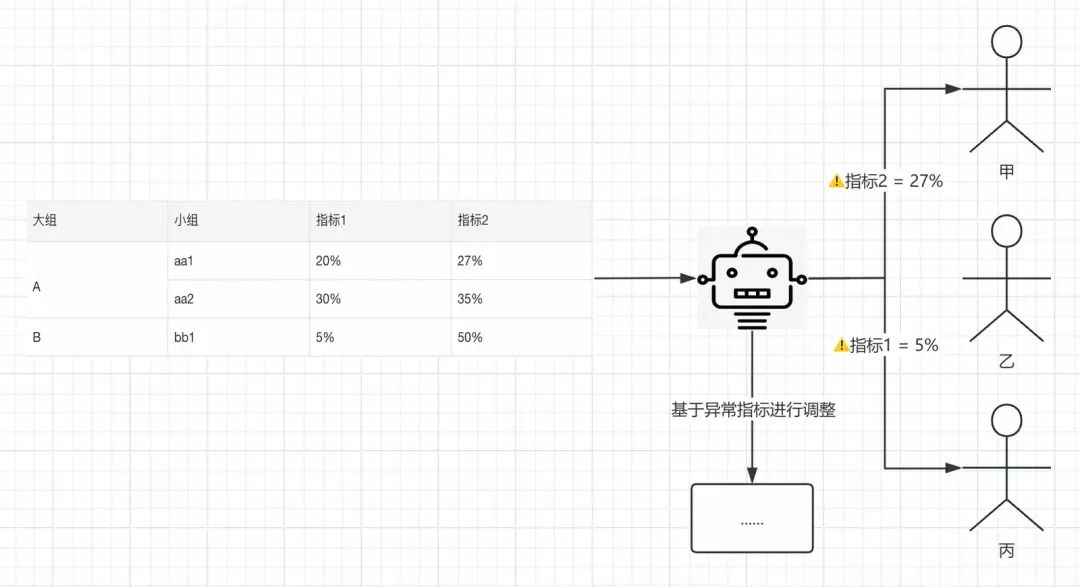 大组 小组 指标1 指标2
aa1 20% 27%
A
aa2 30% 35%
B bb1 5% 50%
⚠指标2 = 27%
⚠指标1 = 5%
基于异常指标进行调整
......
甲
乙
丙